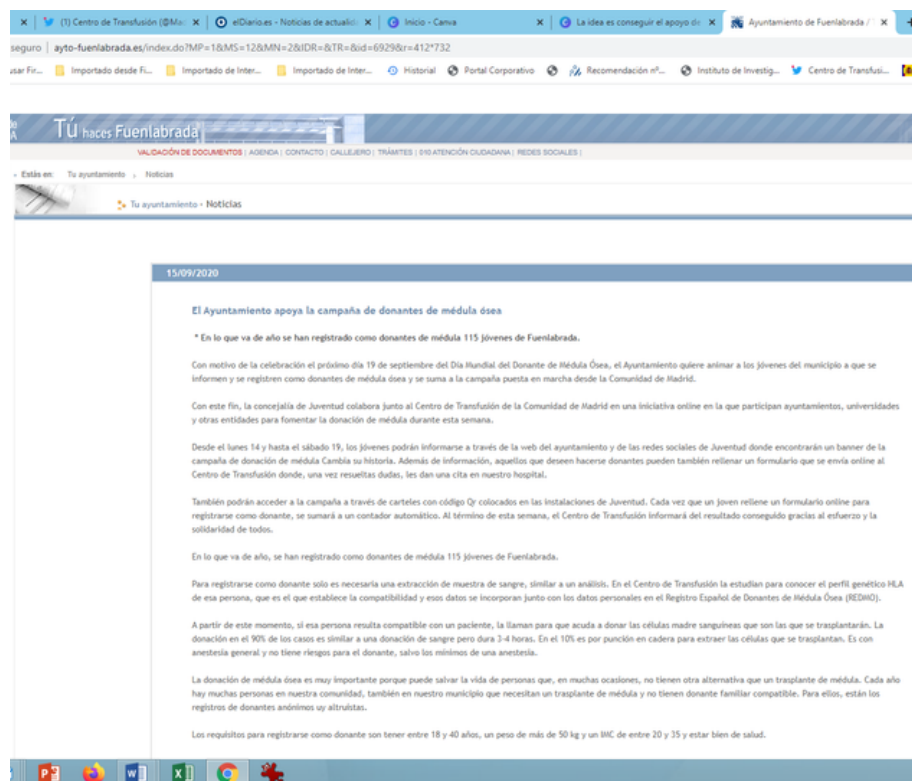 (1) Centro de Transfusión (@Mad
elDiario.es - Noticias de actualida
Inicio - Canva
La idea es conseguir el apoyo de
Ayuntamiento de Fuenlabrada /
seguro | ayto-fuenlabrada.es/index.do?MP=1&MS=12&MN=2&IDR=&TR=&id=6929&r=412*732
usar Fir... Importado desde Fi... Importado de Inter... Importado de Inter... Historial Portal Corporativo Recomendación nº... Instituto de Investig... Centro de Transfusi...
Tú haces Fuenlabrada
VALIDACIÓN DE DOCUMENTOS | AGENDA | CONTACTO | CALLEJERO | TRÁMITES | 010 ATENCIÓN CIUDADANA | REDES SOCIALES |
Estás en: Tu ayuntamiento > Noticias
Tu ayuntamiento - Noticias
15/09/2020
El Ayuntamiento apoya la campaña de donantes de médula ósea
* En lo que va de año se han registrado como donantes de médula 115 jóvenes de Fuenlabrada.
Con motivo de la celebración el próximo día 19 de septiembre del Día Mundial del Donante de Médula Ósea, el Ayuntamiento quiere animar a los jóvenes del municipio a que se
informen y se registren como donantes de médula ósea y se suma a la campaña puesta en marcha desde la Comunidad de Madrid.
Con este fin, la concejalía de Juventud colabora junto al Centro de Transfusión de la Comunidad de Madrid en una iniciativa online en la que participan ayuntamientos, universidades
y otras entidades para fomentar la donación de médula durante esta semana.
Desde el lunes 14 y hasta el sábado 19, los jóvenes podrán informarse a través de la web del ayuntamiento y de las redes sociales de Juventud donde encontrarán un banner de la
campaña de donación de médula Cambia su historia. Además de información, aquellos que deseen hacerse donantes pueden también rellenar un formulario que se envía online al
Centro de Transfusión donde, una vez resueltas dudas, les dan una cita en nuestro hospital.
También podrán acceder a la campaña a través de carteles con código Qr colocados en las instalaciones de Juventud. Cada vez que un joven rellene un formulario online para
registrarse como donante, se sumará a un contador automático. Al término de esta semana, el Centro de Transfusión informará del resultado conseguido gracias al esfuerzo y la
solidaridad de todos.
En lo que va de año, se han registrado como donantes de médula 115 jóvenes de Fuenlabrada.
Para registrarse como donante solo es necesaria una extracción de muestra de sangre, similar a un análisis. En el Centro de Transfusión la estudian para conocer el perfil genético HLA
de esa persona, que es el que establece la compatibilidad y esos datos se incorporan junto con los datos personales en el Registro Español de Donantes de Médula Ósea (REDMO).
A partir de este momento, si esa persona resulta compatible con un paciente, la llaman para que acuda a donar las células madre sanguíneas que son las que se trasplantarán. La
donación en el 90% de los casos es similar a una donación de sangre pero dura 3-4 horas. En el 10% es por punción en cadera para extraer las células que se trasplantan. Es con
anestesia general y no tiene riesgos para el donante, salvo los mínimos de una anestesia.
La donación de médula ósea es muy importante porque puede salvar la vida de personas que, en muchas ocasiones, no tienen otra alternativa que un trasplante de médula. Cada año
hay muchas personas en nuestra comunidad, también en nuestro municipio que necesitan un trasplante de médula y no tienen donante familiar compatible. Para ellos, están los
registros de donantes anónimos uy altruistas.
Los requisitos para registrarse como donante son tener entre 18 y 40 años, un peso de más de 50 kg y un IMC de entre 20 y 35 y estar bien de salud.